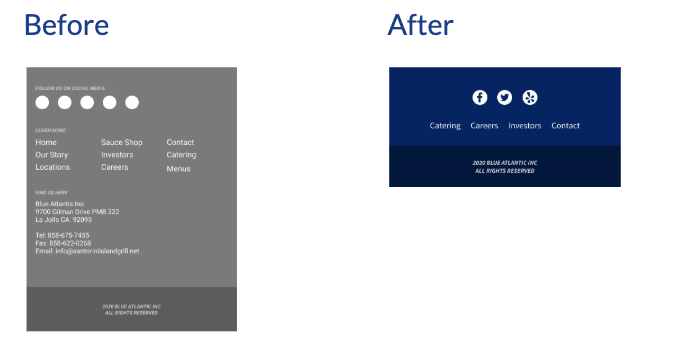 Before
After
FOLLOW US ON SOCIAL MEDIA
LEARN MORE
Home Sauce Shop Contact
Our Story Investors Catering
Locations Careers Menus
FIND US HERE
Blue Atlantis Inc
9700 Gilman Drive PMB 222
La Jolla CA. 92093
Tel: 858-675-7455
Fax: 858-622-0268
Email: info@santoriniislandgrill.net
2020 BLUE ATLANTIC INC
ALL RIGHTS RESERVED
Catering Careers Investors Contact
2020 BLUE ATLANTIC INC
ALL RIGHTS RESERVED